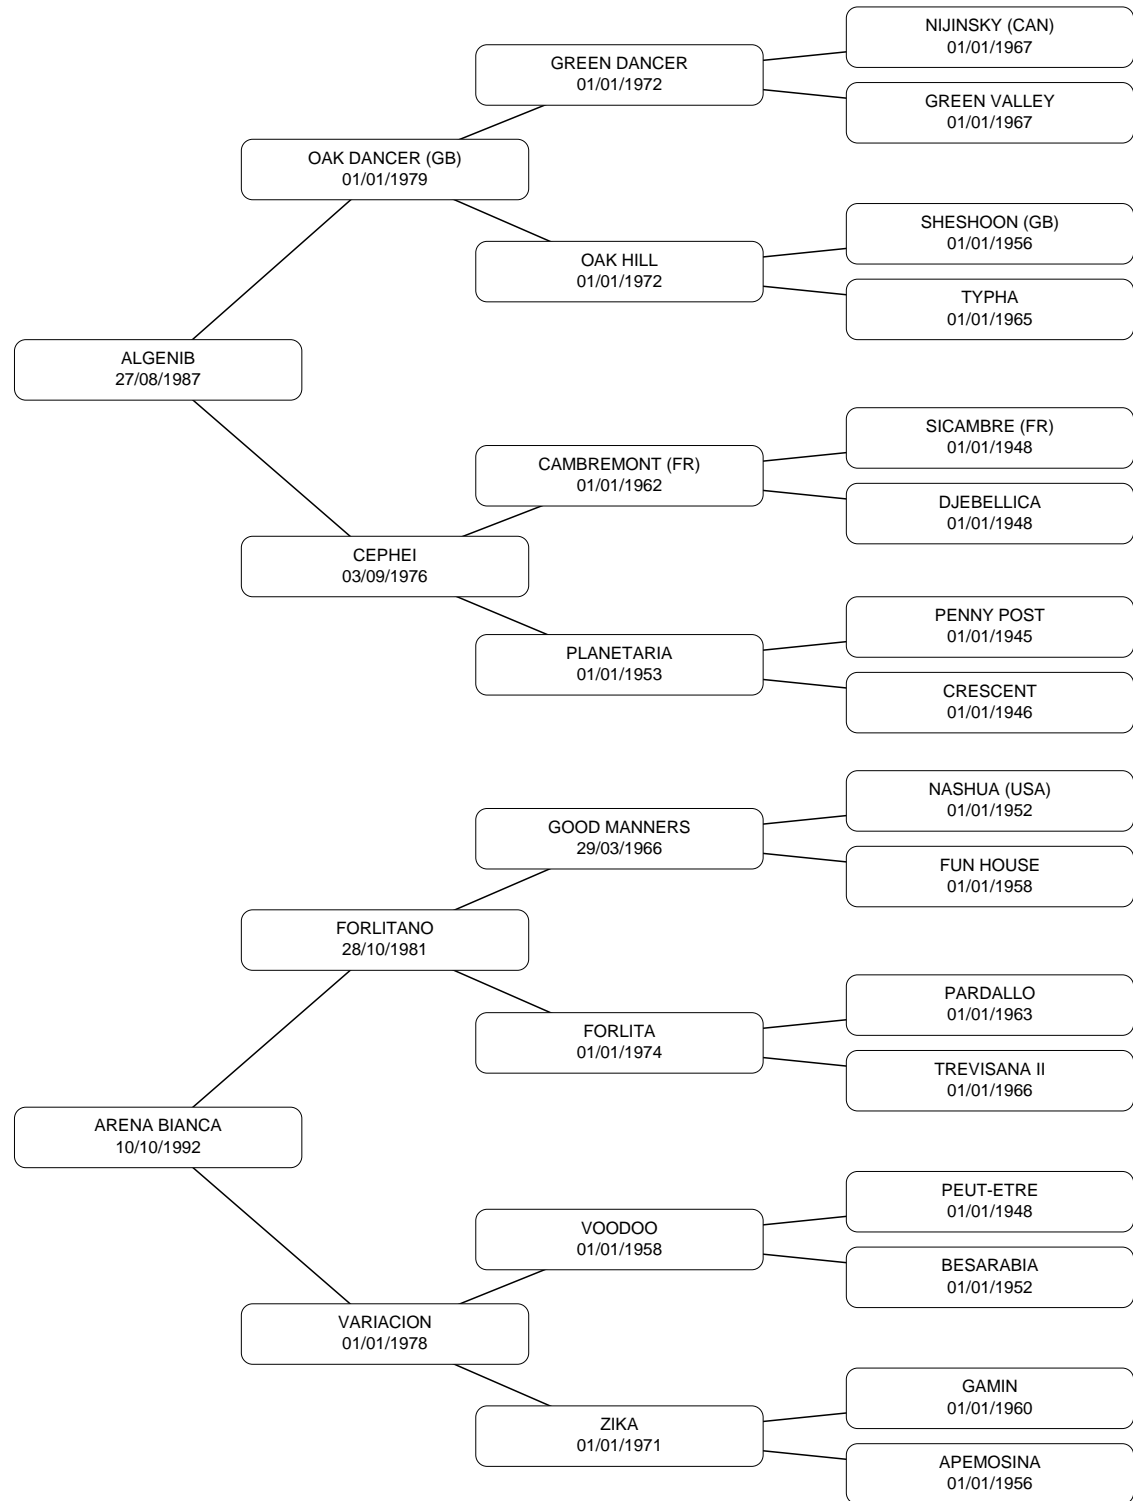 NIJINSKY (CAN)
01/01/1967
GREEN DANCER
01/01/1972
GREEN VALLEY
01/01/1967
OAK DANCER (GB)
01/01/1979
SHESHOON (GB)
01/01/1956
OAK HILL
01/01/1972
TYPHA
01/01/1965
ALGENIB
27/08/1987
SICAMBRE (FR)
01/01/1948
CAMBREMONT (FR)
01/01/1962
DJEBELLICA
01/01/1948
CEPHEI
03/09/1976
PENNY POST
01/01/1945
PLANETARIA
01/01/1953
CRESCENT
01/01/1946
NASHUA (USA)
01/01/1952
GOOD MANNERS
29/03/1966
FUN HOUSE
01/01/1958
FORLITANO
28/10/1981
PARDALLO
01/01/1963
FORLITA
01/01/1974
TREVISANA II
01/01/1966
ARENA BIANCA
10/10/1992
PEUT-ETRE
01/01/1948
VOODOO
01/01/1958
BESARABIA
01/01/1952
VARIACION
01/01/1978
GAMIN
01/01/1960
ZIKA
01/01/1971
APEMOSINA
01/01/1956